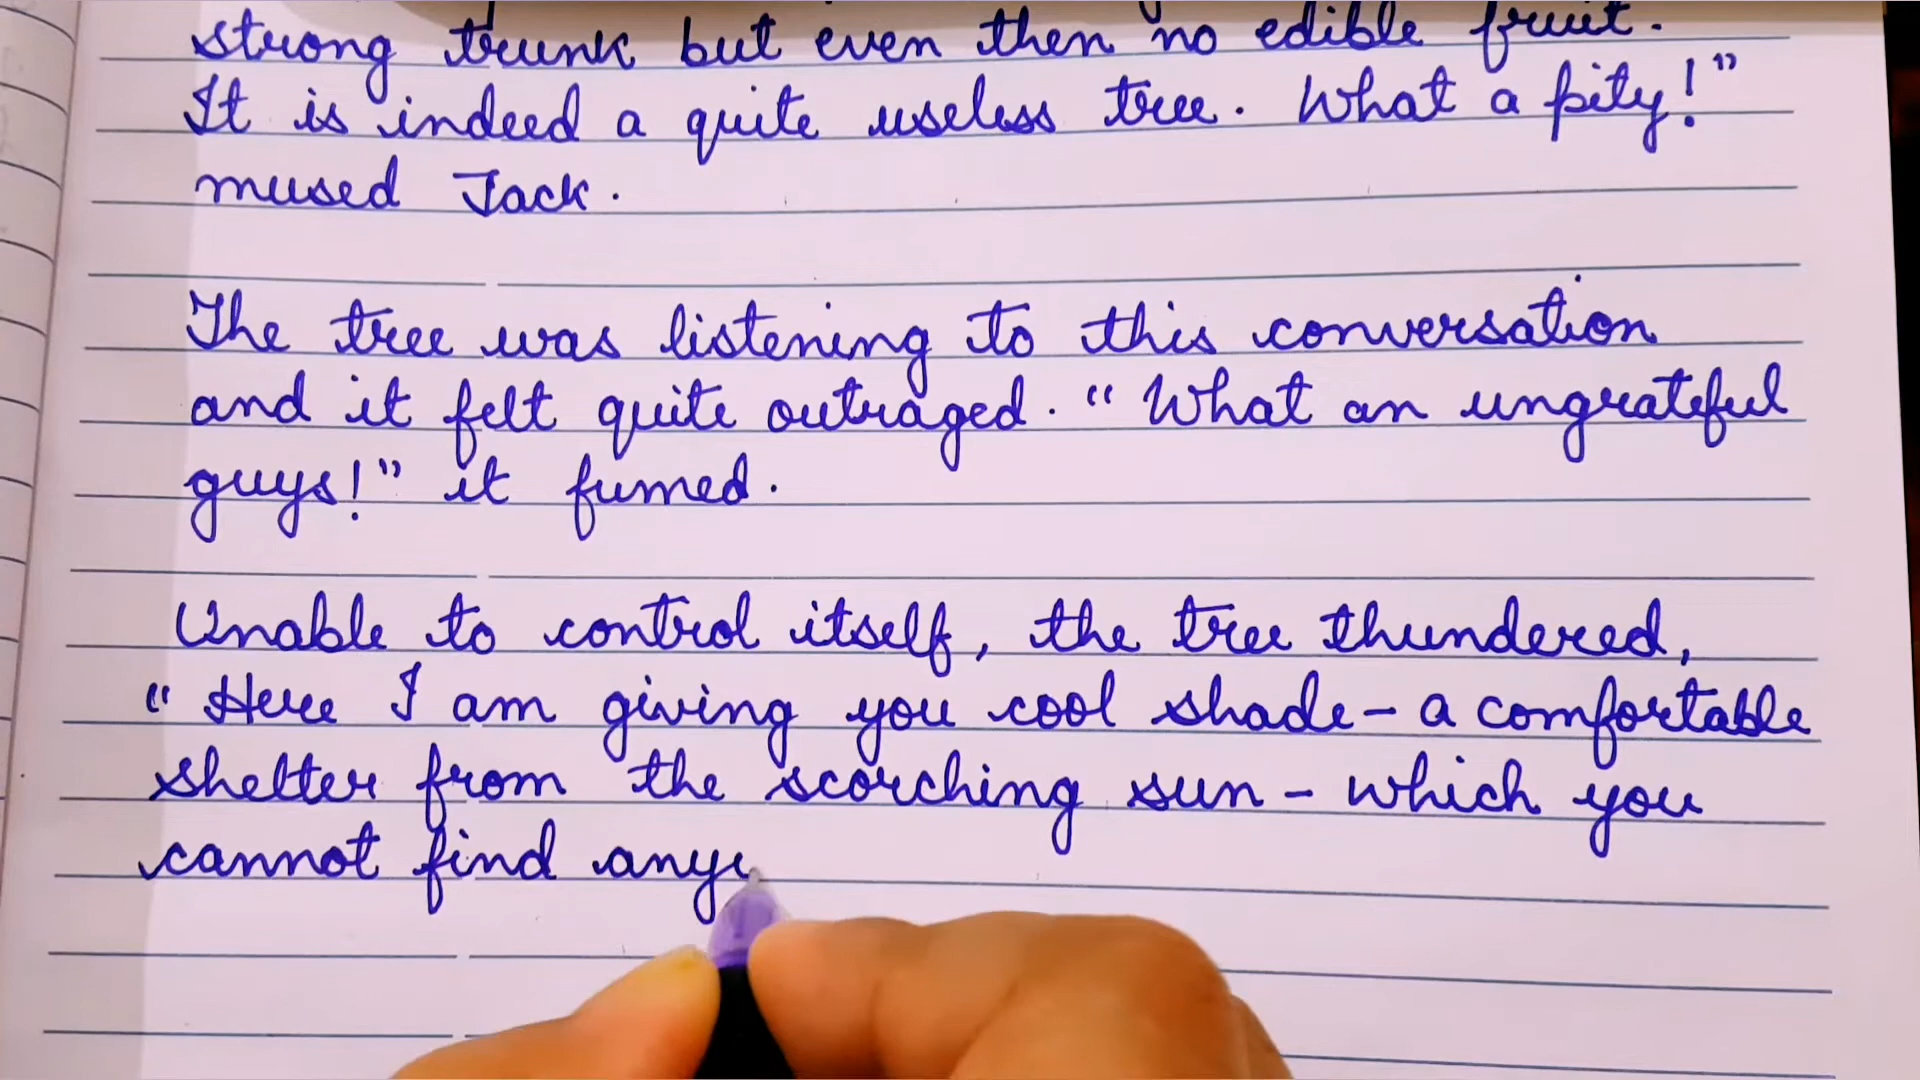 strong trunk but even then no edible fruit.
It is indeed a quite useless tree. What a pity!"
mused Jack.
The tree was listening to this conversation
and it felt quite outraged. "What an ungrateful
guys!" it fumed.
Unable to control itself, the tree thundered,
"Here I am giving you cool shade - a comfortable
shelter from the scorching sun - which you
cannot find